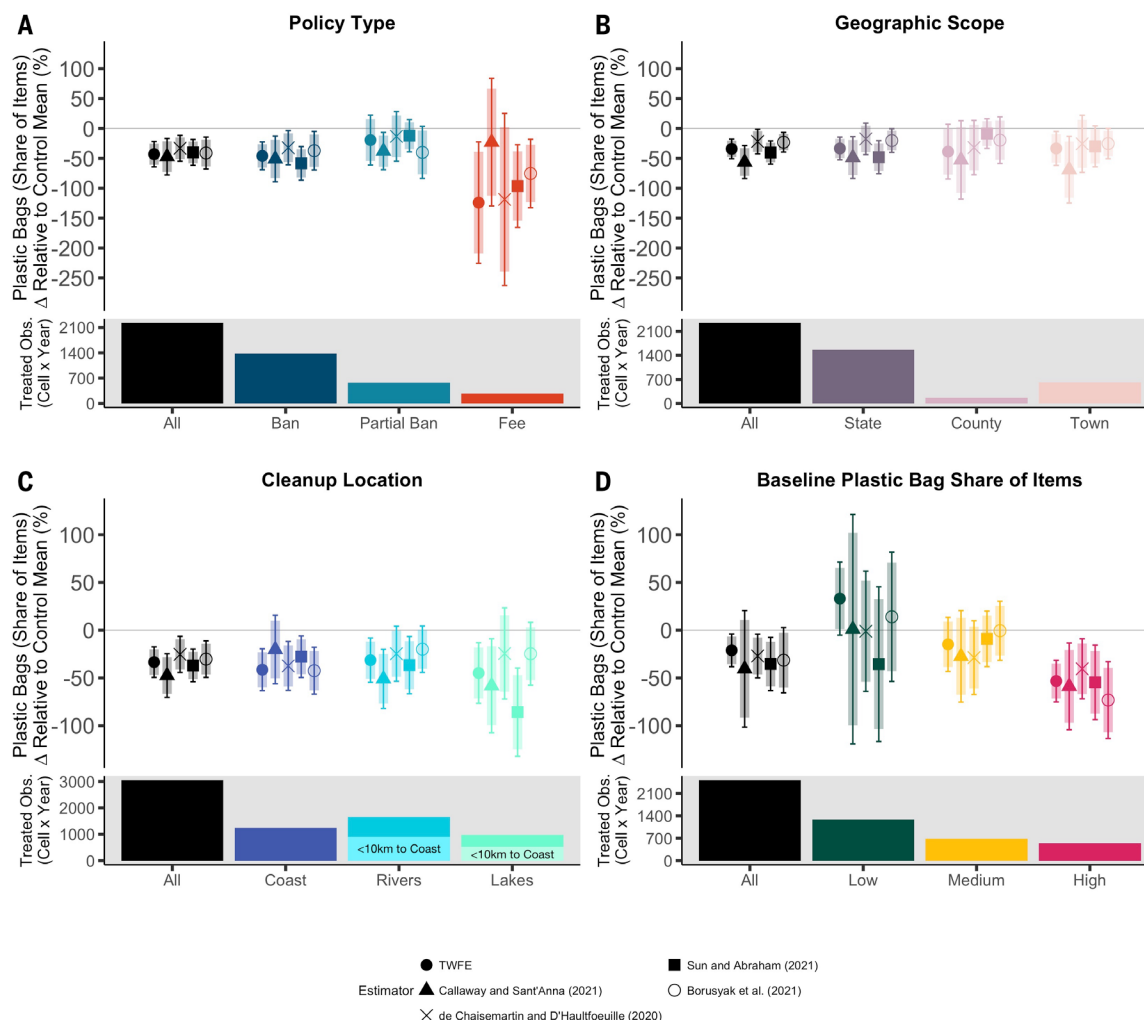 A
Policy Type
Plastic Bags (Share of Items)
Δ Relative to Control Mean (%)
100
50
0
-50
-100
-150
-200
-250
Treated Obs.
(Cell x Year)
2100
1400
700
0
All
Ban
Partial Ban
Fee
B
Geographic Scope
Plastic Bags (Share of Items)
Δ Relative to Control Mean (%)
100
50
0
-50
-100
-150
-200
-250
Treated Obs.
(Cell x Year)
2100
1400
700
0
All
State
County
Town
C
Cleanup Location
Plastic Bags (Share of Items)
Δ Relative to Control Mean (%)
100
50
0
-50
-100
Treated Obs.
(Cell x Year)
3000
2000
1000
0
<10km to Coast
<10km to Coast
All
Coast
Rivers
Lakes
D
Baseline Plastic Bag Share of Items
Plastic Bags (Share of Items)
Δ Relative to Control Mean (%)
100
50
0
-50
-100
Treated Obs.
(Cell x Year)
2100
1400
700
0
All
Low
Medium
High
Estimator
TWFE
Callaway and Sant'Anna (2021)
de Chaisemartin and D'Haultfoeuille (2020)
Sun and Abraham (2021)
Borusyak et al. (2021)